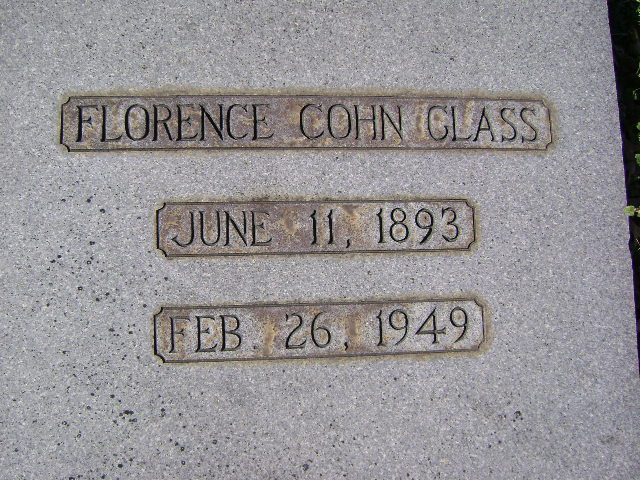 FLORENCE COHN GLASS
JUNE 11, 1893
FEB. 26, 1949